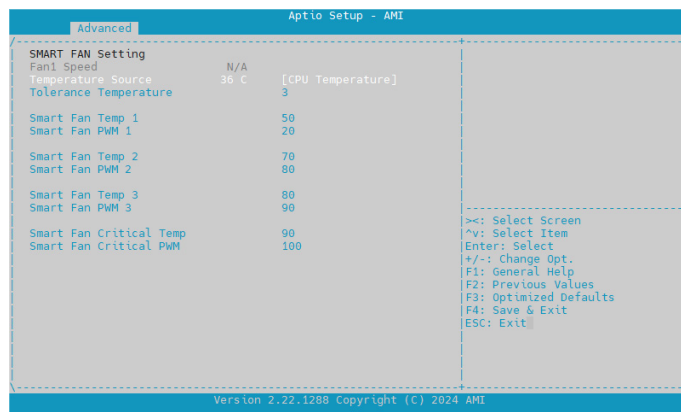 Aptio Setup - AMI
Advanced
SMART FAN Setting
Fan1 Speed N/A
Temperature Source 36 C [CPU Temperature]
Tolerance Temperature 3
Smart Fan Temp 1 50
Smart Fan PWM 1 20
Smart Fan Temp 2 70
Smart Fan PWM 2 80
Smart Fan Temp 3 80
Smart Fan PWM 3 90
Smart Fan Critical Temp 90
Smart Fan Critical PWM 100
><: Select Screen
^v: Select Item
Enter: Select
+/-: Change Opt.
F1: General Help
F2: Previous Values
F3: Optimized Defaults
F4: Save & Exit
ESC: Exit
Version 2.22.1288 Copyright (C) 2024 AMI